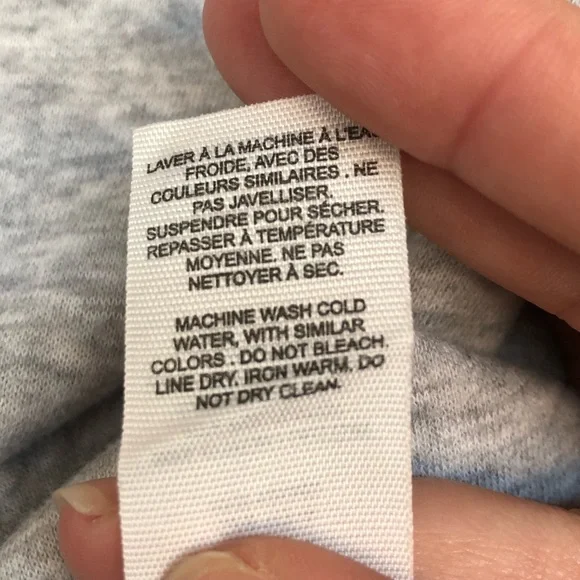 LAVER À LA MACHINE À L'EAU
FROIDE, AVEC DES
COULEURS SIMILAIRES . NE
PAS JAVELLISER.
SUSPENDRE POUR SÉCHER.
REPASSER À TEMPÉRATURE
MOYENNE. NE PAS
NETTOYER À SEC.
MACHINE WASH COLD
WATER, WITH SIMILAR
COLORS . DO NOT BLEACH.
LINE DRY. IRON WARM. DO
NOT DRY CLEAN.